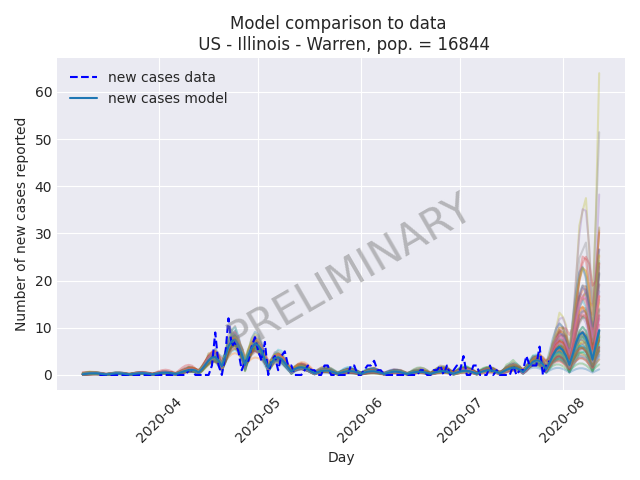 Model comparison to data
US - Illinois - Warren, pop. = 16844
new cases data
new cases model
Number of new cases reported
60
50
40
30
20
10
0
PRELIMINARY
2020-04
2020-05
2020-06
2020-07
2020-08
Day